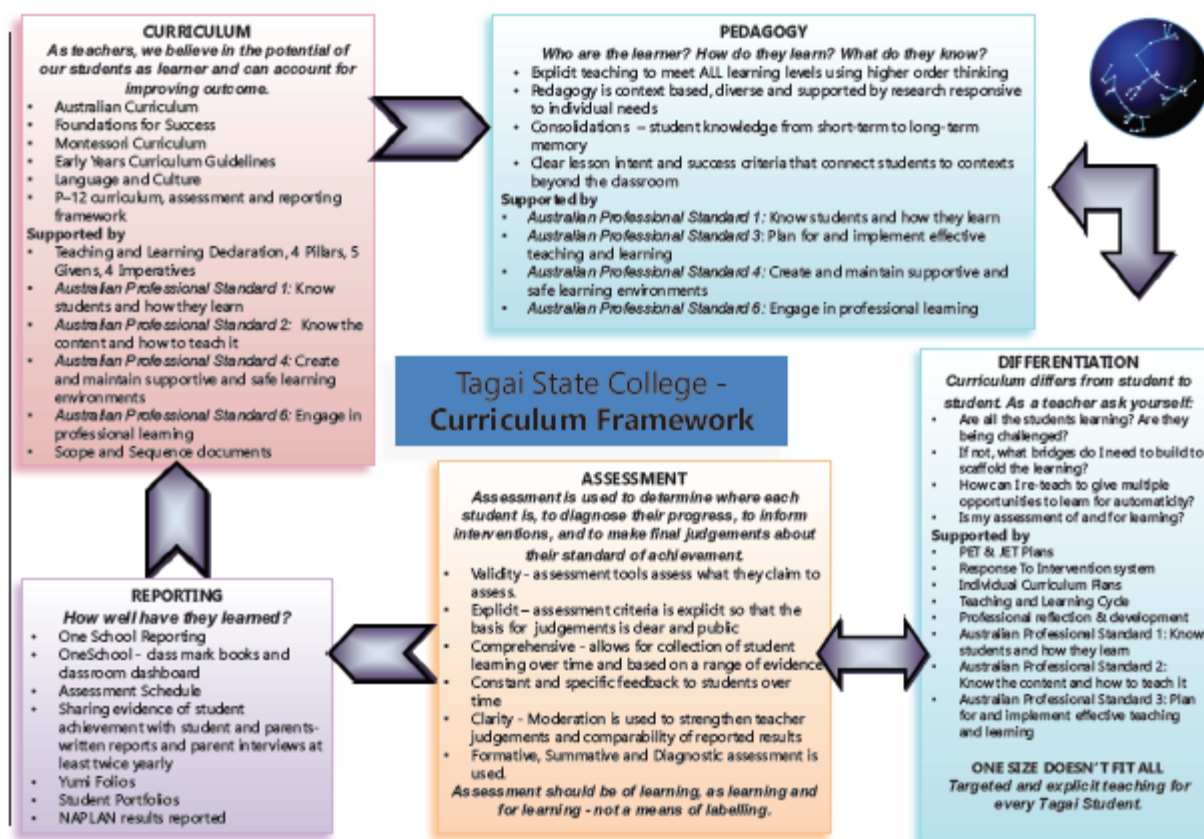 CURRICULUM
As teachers, we believe in the potential of
our students as learner and can account for
improving outcome.
• Australian Curriculum
• Foundations for Success
• Montessori Curriculum
• Early Years Curriculum Guidelines
• Language and Culture
• P–12 curriculum, assessment and reporting
framework
Supported by
• Teaching and Learning Declaration, 4 Pillars, 5
Givens, 4 Imperatives
• Australian Professional Standard 1: Know
students and how they learn
• Australian Professional Standard 2: Know the
content and how to teach it
• Australian Professional Standard 4: Create
and maintain supportive and safe learning
environments
• Australian Professional Standard 6: Engage in
professional learning
• Scope and Sequence documents
PEDAGOGY
Who are the learner? How do they learn? What do they know?
• Explicit teaching to meet ALL learning levels using higher order thinking
• Pedagogy is context based, diverse and supported by research responsive
to individual needs
• Consolidations – student knowledge from short-term to long-term
memory
• Clear lesson intent and success criteria that connect students to contexts
beyond the classroom
Supported by
• Australian Professional Standard 1: Know students and how they learn
• Australian Professional Standard 3: Plan for and implement effective
teaching and learning
• Australian Professional Standard 4: Create and maintain supportive and
safe learning environments
• Australian Professional Standard 6: Engage in professional learning
Tagai State College -
Curriculum Framework
DIFFERENTIATION
Curriculum differs from student to
student. As a teacher ask yourself:
• Are all the students learning? Are they
being challenged?
• If not, what bridges do I need to build to
scaffold the learning?
• How can I re-teach to give multiple
opportunities to learn for automaticity?
• Is my assessment of and for learning?
Supported by
• PET & JET Plans
• Response To Intervention system
• Individual Curriculum Plans
• Teaching and Learning Cycle
• Professional reflection & development
• Australian Professional Standard 1: Know
students and how they learn
• Australian Professional Standard 2:
Know the content and how to teach it
• Australian Professional Standard 3: Plan
for and implement effective teaching
and learning
ONE SIZE DOESN'T FIT ALL
Targeted and explicit teaching for
every Tagai Student.
ASSESSMENT
Assessment is used to determine where each
student is, to diagnose their progress, to inform
interventions, and to make final judgements about
their standard of achievement.
• Validity - assessment tools assess what they claim to
assess.
• Explicit – assessment criteria is explicit so that the
basis for judgements is clear and public
• Comprehensive - allows for collection of student
learning over time and based on a range of evidence
• Constant and specific feedback to students over
time
• Clarity - Moderation is used to strengthen teacher
judgements and comparability of reported results
• Formative, Summative and Diagnostic assessment is
used.
Assessment should be of learning, as learning and
for learning - not a means of labelling.
REPORTING
How well have they learned?
• One School Reporting
• OneSchool - class mark books and
classroom dashboard
• Assessment Schedule
• Sharing evidence of student
achievement with student and parents-
written reports and parent interviews at
least twice yearly
• Yumi Folios
• Student Portfolios
• NAPLAN results reported